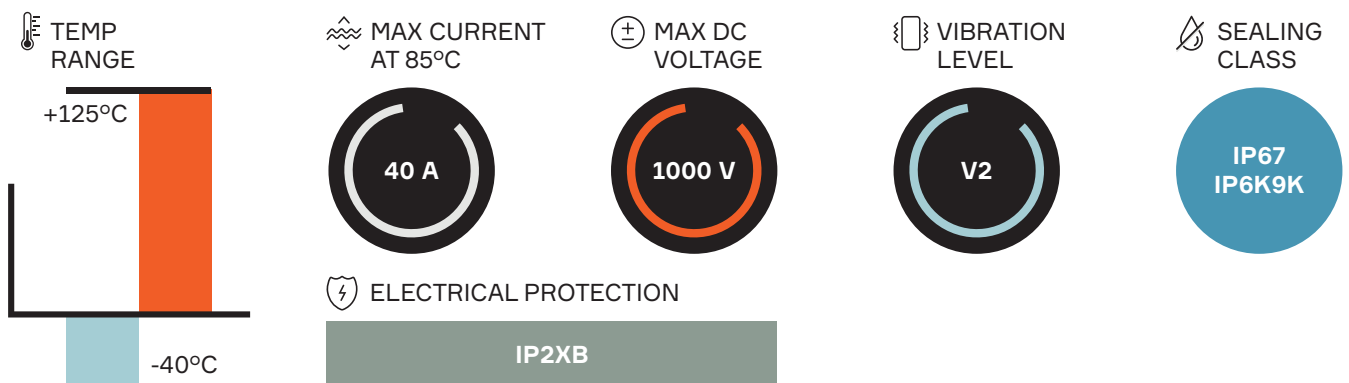 TEMP
RANGE
+125°C
-40°C
MAX CURRENT
AT 85°C
40 A
MAX DC
VOLTAGE
1000 V
VIBRATION
LEVEL
V2
SEALING
CLASS
IP67
IP6K9K
ELECTRICAL PROTECTION
IP2XB